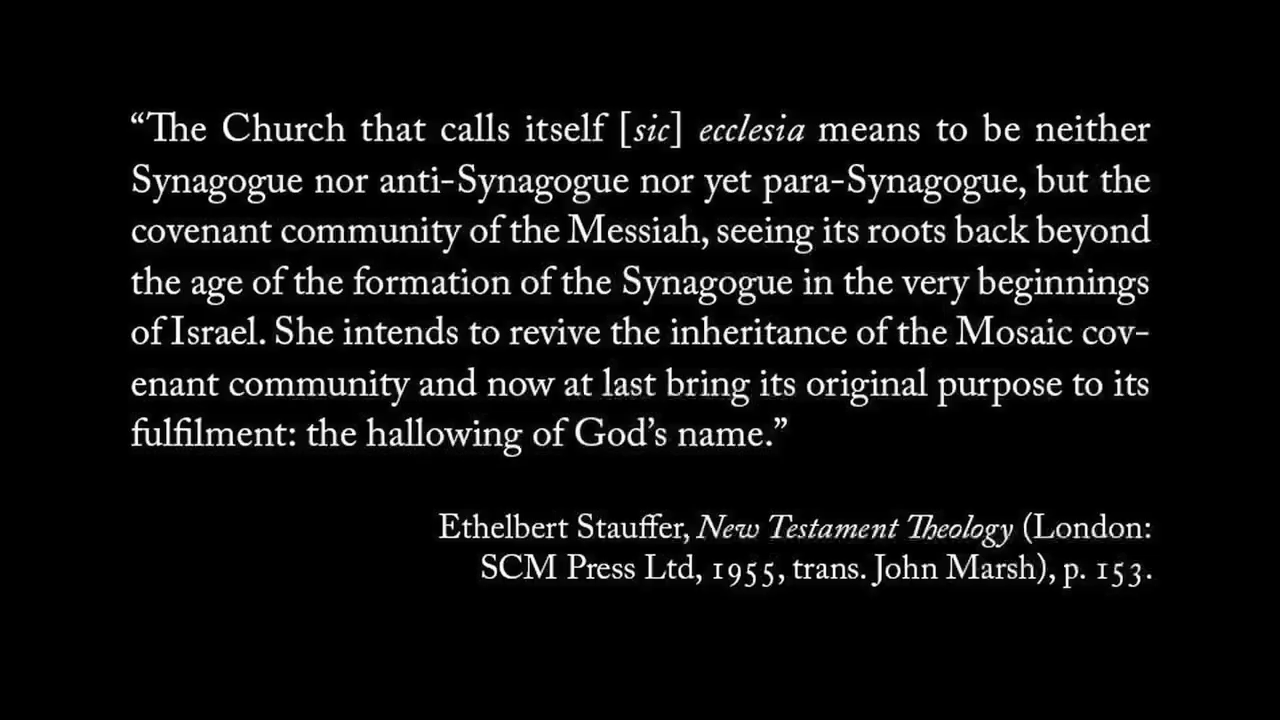 “The Church that calls itself [sic] ecclesia means to be neither
Synagogue nor anti-Synagogue nor yet para-Synagogue, but the
covenant community of the Messiah, seeing its roots back beyond
the age of the formation of the Synagogue in the very beginnings
of Israel. She intends to revive the inheritance of the Mosaic cov-
enant community and now at last bring its original purpose to its
fulfilment: the hallowing of God’s name.”
Ethelbert Stauffer, New Testament Theology (London:
SCM Press Ltd, 1955, trans. John Marsh), p. 153.